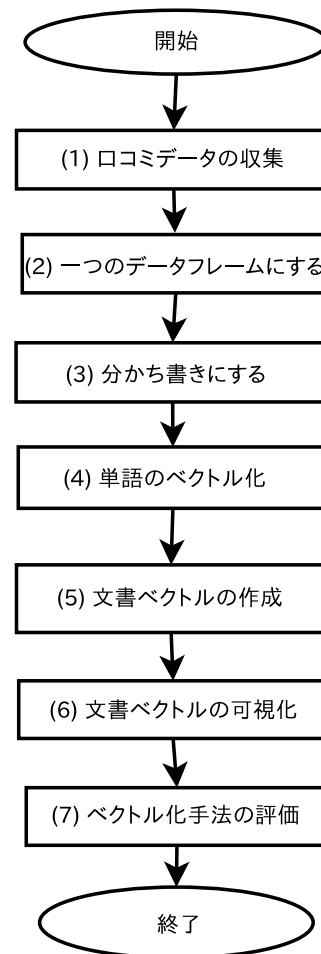 開始
(1) 口コミデータの収集
(2) 一つのデータフレームにする
(3) 分かち書きにする
(4) 単語のベクトル化
(5) 文書ベクトルの作成
(6) 文書ベクトルの可視化
(7) ベクトル化手法の評価
終了